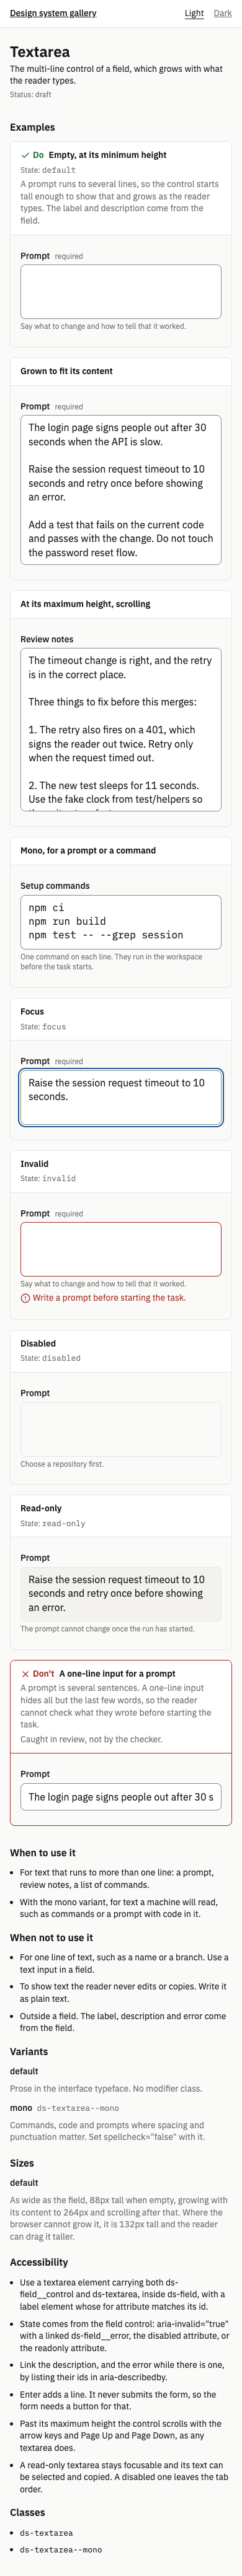 Design system gallery
Light
Dark
Textarea
The multi-line control of a field, which grows with what
the reader types.
Status: draft
Examples
Do Empty, at its minimum height
State: default
A prompt runs to several lines, so the control starts
tall enough to show that and grows as the reader
types. The label and description come from the
field.
Prompt required
Say what to change and how to tell that it worked.
Grown to fit its content
Prompt required
The login page signs people out after 30
seconds when the API is slow.
Raise the session request timeout to 10
seconds and retry once before showing
an error.
Add a test that fails on the current code
and passes with the change. Do not touch
the password reset flow.
At its maximum height, scrolling
Review notes
The timeout change is right, and the retry
is in the correct place.
Three things to fix before this merges:
1. The retry also fires on a 401, which
signs the reader out twice. Retry only
when the request timed out.
2. The new test sleeps for 11 seconds.
Use the fake clock from test/helpers so
Mono, for a prompt or a command
Setup commands
npm ci
npm run build
npm test -- --grep session
One command on each line. They run in the workspace
before the task starts.
Focus
State: focus
Prompt required
Raise the session request timeout to 10
seconds.
Invalid
State: invalid
Prompt required
Say what to change and how to tell that it worked.
Write a prompt before starting the task.
Disabled
State: disabled
Prompt
Choose a repository first.
Read-only
State: read-only
Prompt
Raise the session request timeout to 10
seconds and retry once before showing
an error.
The prompt cannot change once the run has started.
Don't A one-line input for a prompt
A prompt is several sentences. A one-line input
hides all but the last few words, so the reader
cannot check what they wrote before starting the
task.
Caught in review, not by the checker.
Prompt
The login page signs people out after 30 s
When to use it
• For text that runs to more than one line: a prompt,
review notes, a list of commands.
• With the mono variant, for text a machine will read,
such as commands or a prompt with code in it.
When not to use it
• For one line of text, such as a name or a branch. Use a
text input in a field.
• To show text the reader never edits or copies. Write it
as plain text.
• Outside a field. The label, description and error come
from the field.
Variants
default
Prose in the interface typeface. No modifier class.
mono ds-textarea--mono
Commands, code and prompts where spacing and
punctuation matter. Set spellcheck="false" with it.
Sizes
default
As wide as the field, 88px tall when empty, growing with
its content to 264px and scrolling after that. Where the
browser cannot grow it, it is 132px tall and the reader
can drag it taller.
Accessibility
• Use a textarea element carrying both ds-
field__control and ds-textarea, inside ds-field, with a
label element whose for attribute matches its id.
• State comes from the field control: aria-invalid="true"
with a linked ds-field__error, the disabled attribute, or
the readonly attribute.
• Link the description, and the error while there is one,
by listing their ids in aria-describedby.
• Enter adds a line. It never submits the form, so the
form needs a button for that.
• Past its maximum height the control scrolls with the
arrow keys and Page Up and Page Down, as any
textarea does.
• A read-only textarea stays focusable and its text can
be selected and copied. A disabled one leaves the tab
order.
Classes
• ds-textarea
• ds-textarea--mono